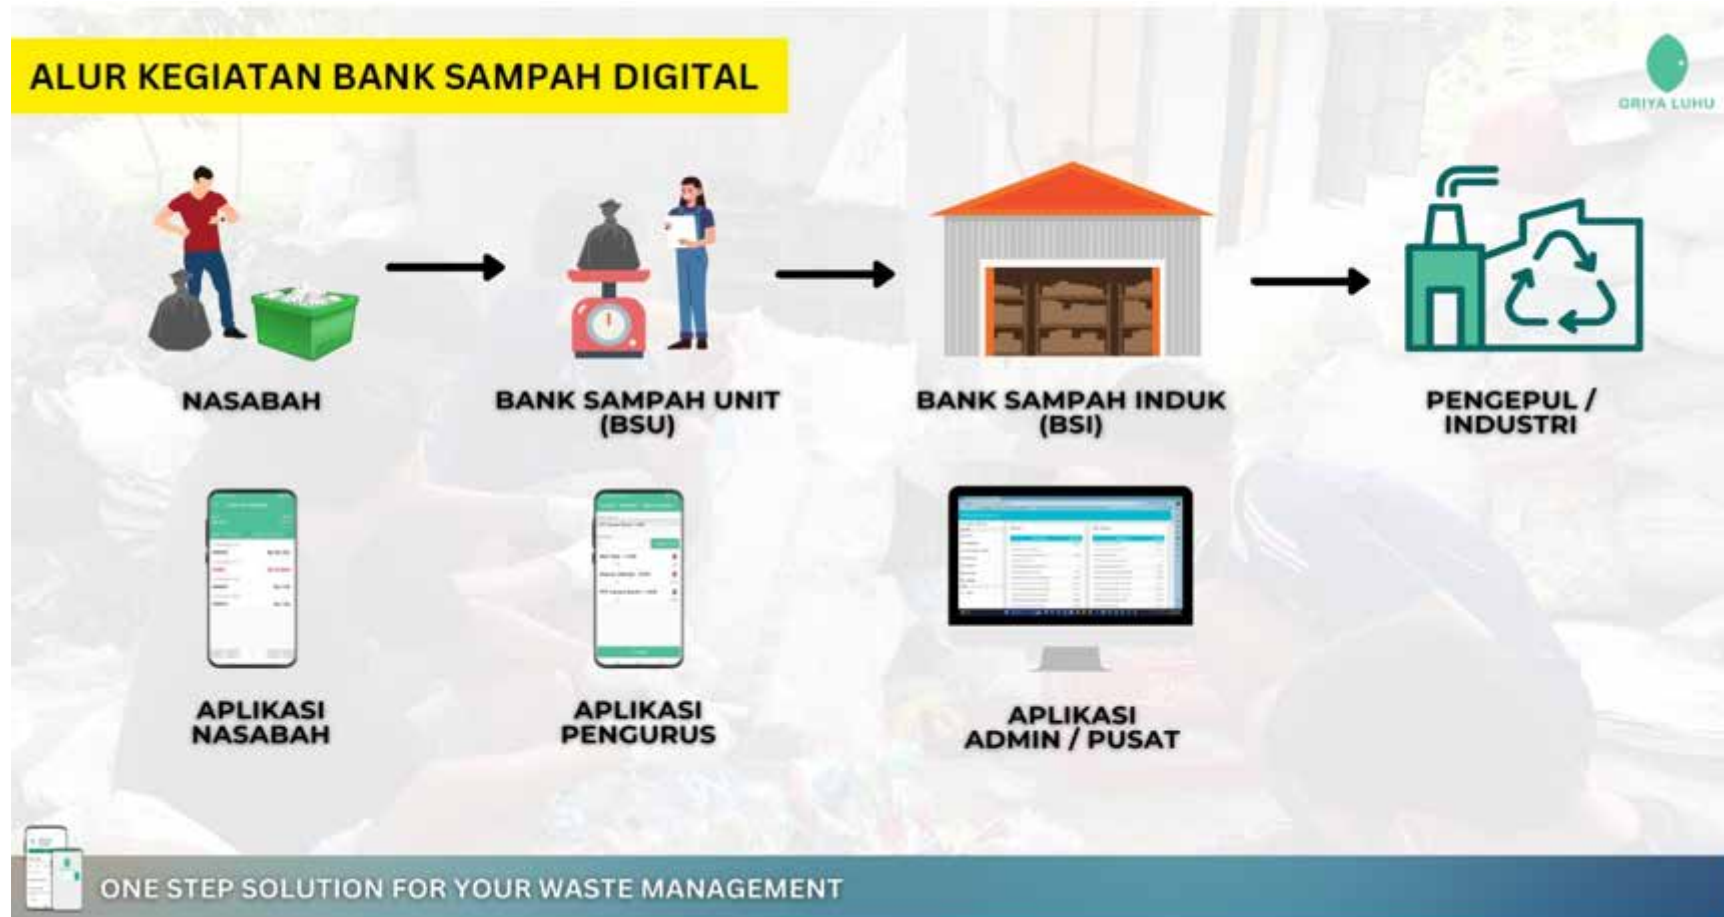 ALUR KEGIATAN BANK SAMPAH DIGITAL
GRIYA LUHU
NASABAH
BANK SAMPAH UNIT
(BSU)
BANK SAMPAH INDUK
(BSI)
PENGEPUL /
INDUSTRI
APLIKASI
NASABAH
APLIKASI
PENGURUS
APLIKASI
ADMIN / PUSAT
ONE STEP SOLUTION FOR YOUR WASTE MANAGEMENT